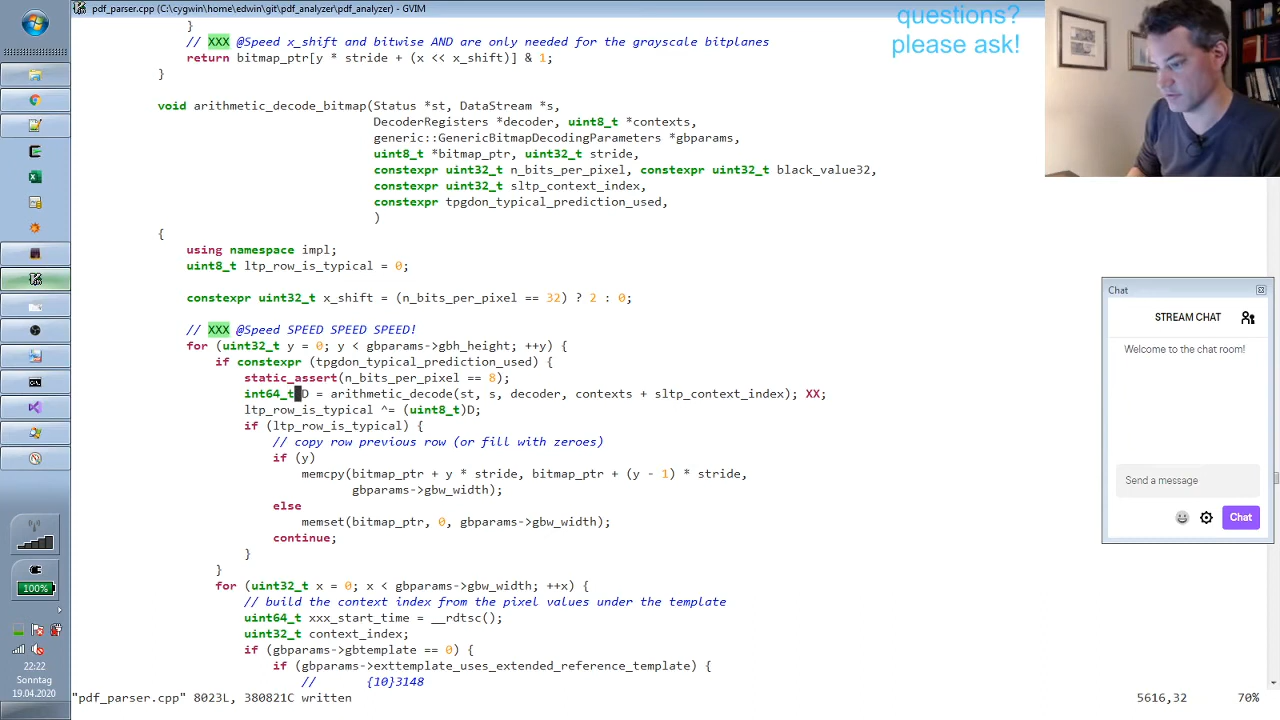 pdf_parser.cpp (C:\cygwin\home\edwin\git\pdf_analyzer\pdf_analyzer) - GVIM
questions?
please ask!
}
// XXX @Speed x_shift and bitwise AND are only needed for the grayscale bitplanes
return bitmap_ptr[y * stride + (x << x_shift)] & 1;
}
void arithmetic_decode_bitmap(Status *st, DataStream *s,
DecoderRegisters *decoder, uint8_t *contexts,
generic::GenericBitmapDecodingParameters *gbparams,
uint8_t *bitmap_ptr, uint32_t stride,
constexpr uint32_t n_bits_per_pixel, constexpr uint32_t black_value32,
constexpr uint32_t sltp_context_index,
constexpr tpgdon_typical_prediction_used,
)
{
using namespace impl;
uint8_t ltp_row_is_typical = 0;
constexpr uint32_t x_shift = (n_bits_per_pixel == 32) ? 2 : 0;
// XXX @Speed SPEED SPEED SPEED!
for (uint32_t y = 0; y < gbparams->gbh_height; ++y) {
if constexpr (tpgdon_typical_prediction_used) {
static_assert(n_bits_per_pixel == 8);
int64_t D = arithmetic_decode(st, s, decoder, contexts + sltp_context_index); XX;
ltp_row_is_typical ^= (uint8_t)D;
if (ltp_row_is_typical) {
// copy row previous row (or fill with zeroes)
if (y)
memcpy(bitmap_ptr + y * stride, bitmap_ptr + (y - 1) * stride,
gbparams->gbw_width);
else
memset(bitmap_ptr, 0, gbparams->gbw_width);
continue;
}
}
for (uint32_t x = 0; x < gbparams->gbw_width; ++x) {
// build the context index from the pixel values under the template
uint64_t xxx_start_time = __rdtsc();
uint32_t context_index;
if (gbparams->gbtemplate == 0) {
if (gbparams->exttemplate_uses_extended_reference_template) {
// {10}3148
"pdf_parser.cpp" 8023L, 380821C written
5616,32
70%
Chat
STREAM CHAT
Welcome to the chat room!
Send a message
Chat
100%
22:22
Sonntag
19.04.2020